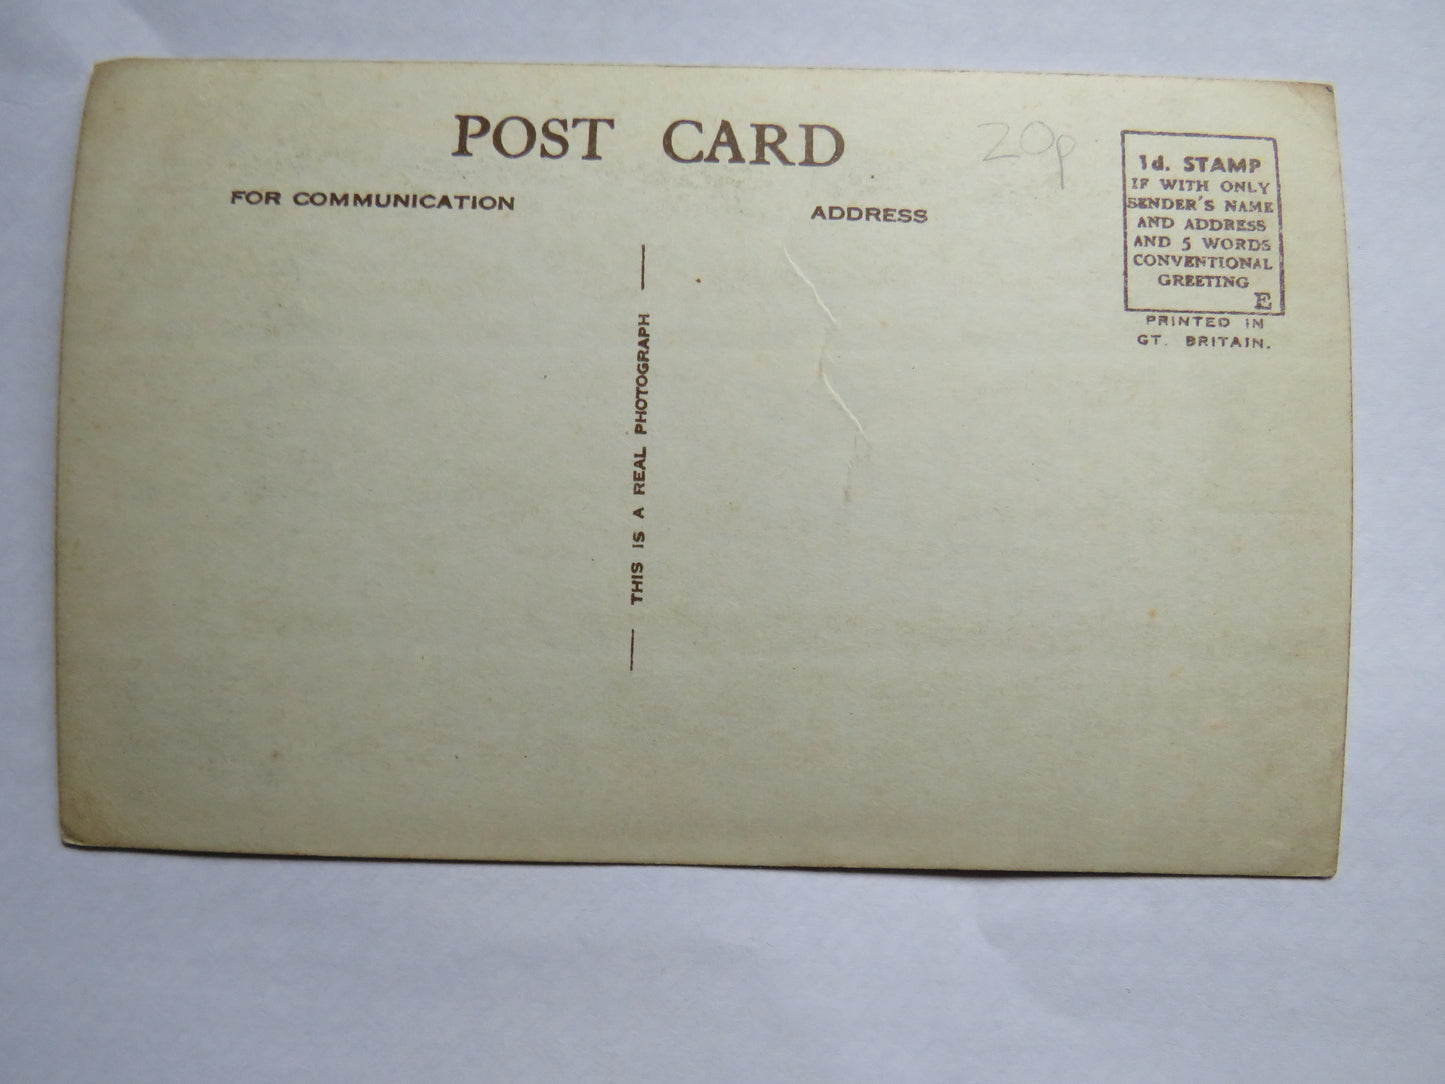 POST CARD
20p
FOR COMMUNICATION
ADDRESS
THIS IS A REAL PHOTOGRAPH
1d. STAMP
IF WITH ONLY
SENDER'S NAME
AND ADDRESS
AND 5 WORDS
CONVENTIONAL
GREETING
E
PRINTED IN
GT. BRITAIN.